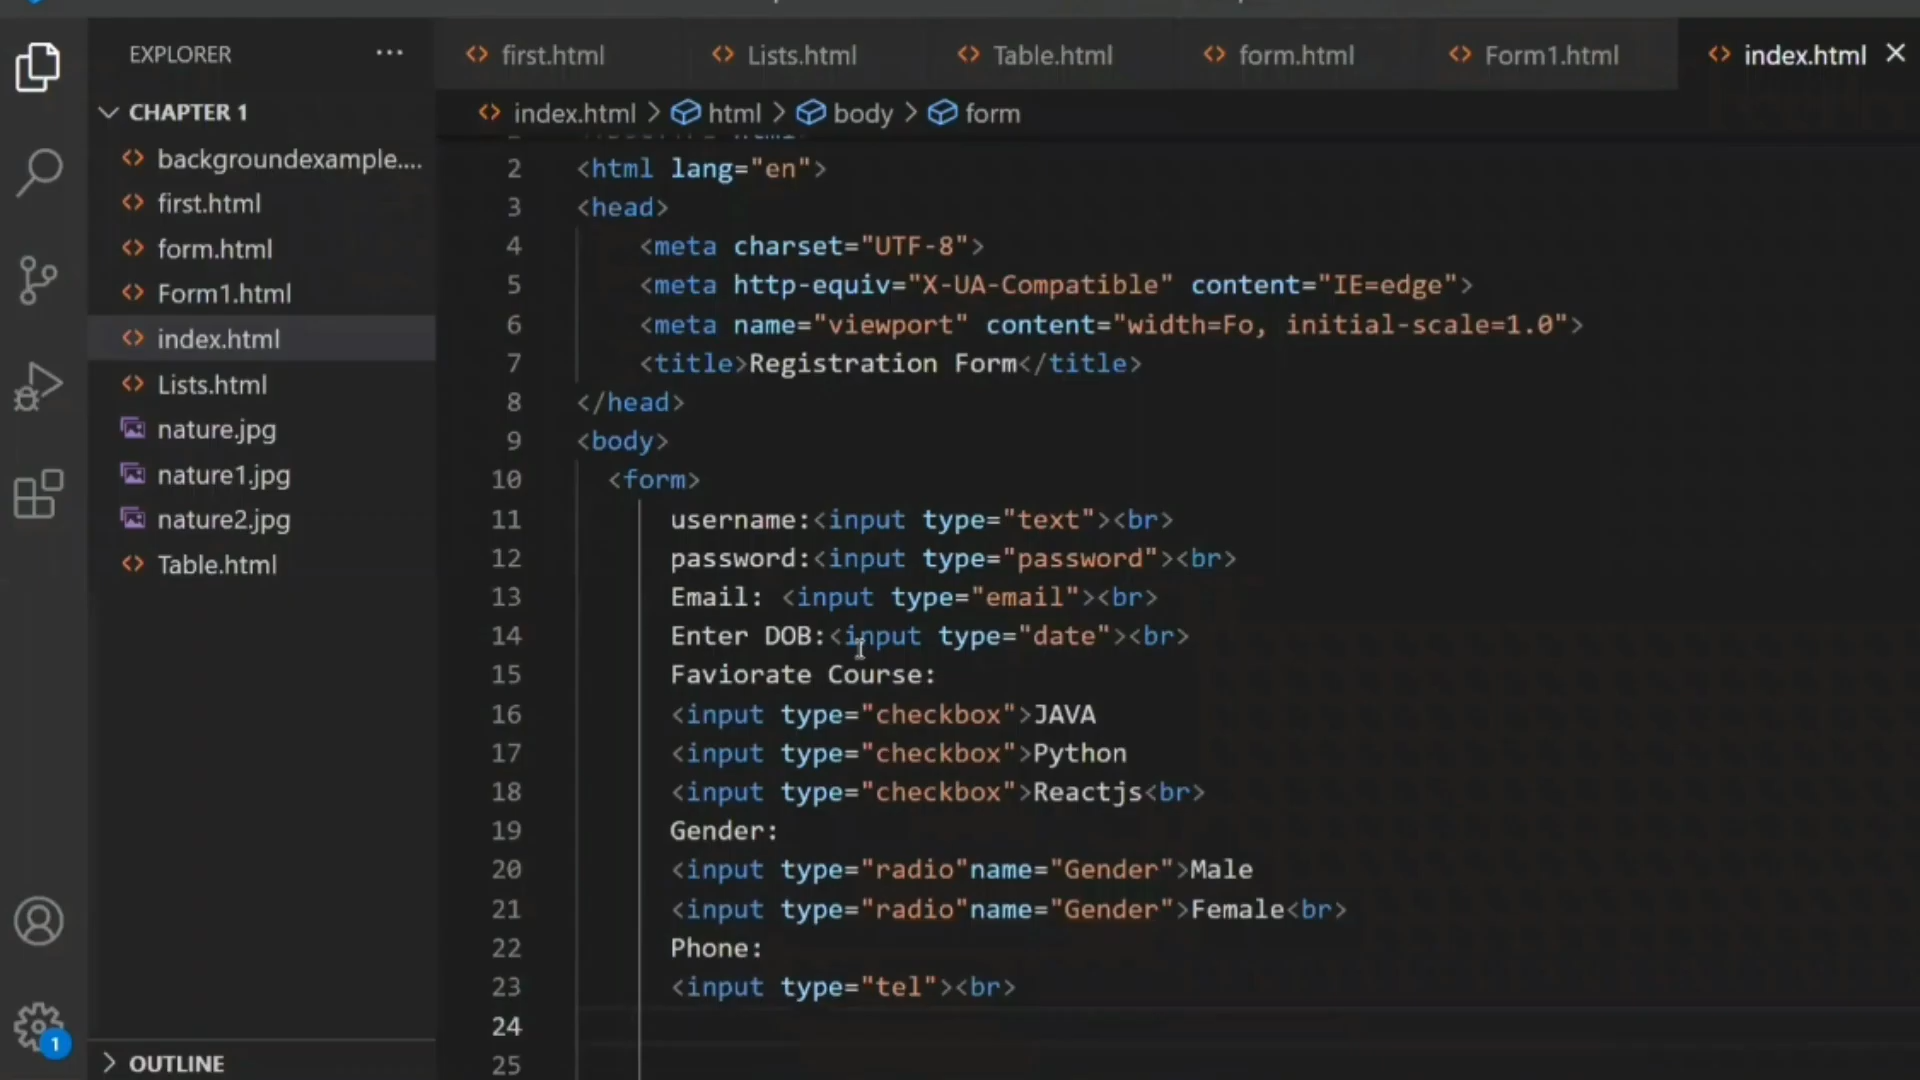 EXPLORER ...
CHAPTER 1
backgroundexample....
first.html
form.html
Form1.html
index.html
Lists.html
nature.jpg
nature1.jpg
nature2.jpg
Table.html
OUTLINE
1
first.html Lists.html Table.html form.html Form1.html index.html
index.html > html > body > form
2 <html lang="en">
3 <head>
4 <meta charset="UTF-8">
5 <meta http-equiv="X-UA-Compatible" content="IE=edge">
6 <meta name="viewport" content="width=Fo, initial-scale=1.0">
7 <title>Registration Form</title>
8 </head>
9 <body>
10 <form>
11 username:<input type="text"><br>
12 password:<input type="password"><br>
13 Email: <input type="email"><br>
14 Enter DOB:<input type="date"><br>
15 Faviorate Course:
16 <input type="checkbox">JAVA
17 <input type="checkbox">Python
18 <input type="checkbox">Reactjs<br>
19 Gender:
20 <input type="radio"name="Gender">Male
21 <input type="radio"name="Gender">Female<br>
22 Phone:
23 <input type="tel"><br>
24
25